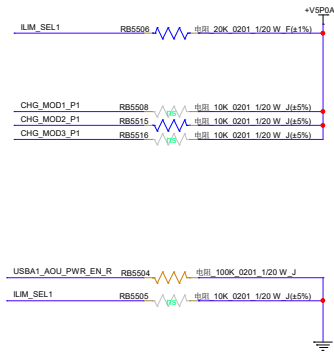 +V5P0A
ILIM_SEL1 RB5506 电阻_20K_0201_1/20 W_F(±1%)
CHG_MOD1_P1 RB5508 电阻_10K_0201_1/20 W_J(±5%)
CHG_MOD2_P1 RB5515 电阻_10K_0201_1/20 W_J(±5%)
CHG_MOD3_P1 RB5516 电阻_10K_0201_1/20 W_J(±5%)
USBA1_AOU_PWR_EN_R RB5504 电阻_100K_0201_1/20 W_J
ILIM_SEL1 RB5505 电阻_10K_0201_1/20 W_J(±5%)